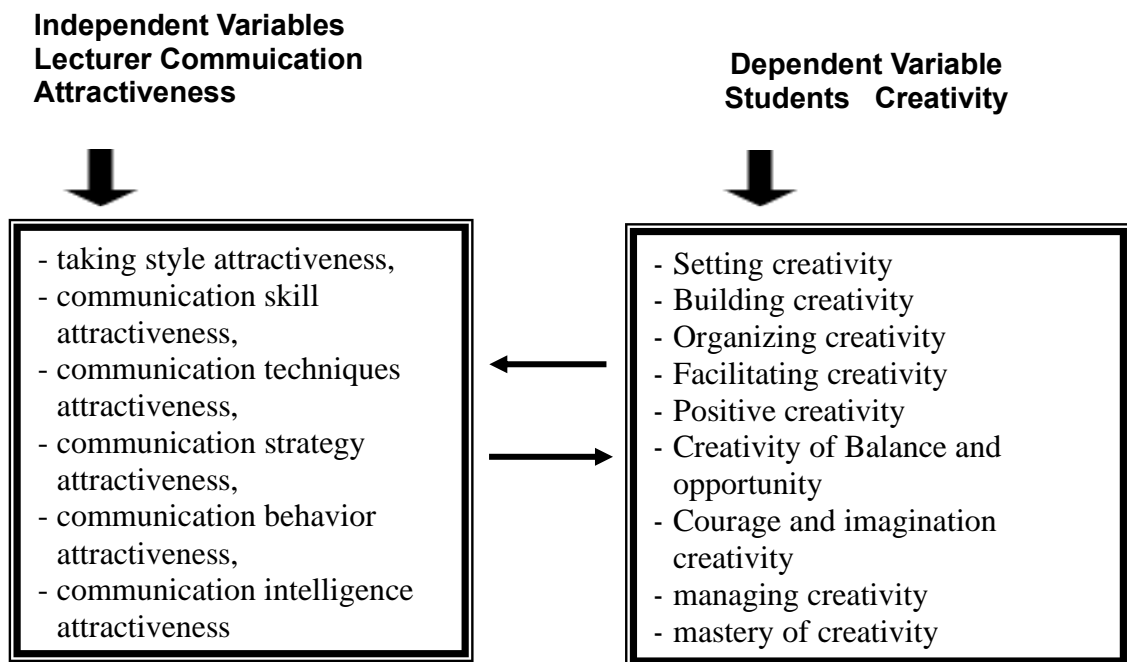 Independent Variables
Lecturer Commuication
Attractiveness
Dependent Variable
Students Creativity
- taking style attractiveness,
- communication skill
attractiveness,
- communication techniques
attractiveness,
- communication strategy
attractiveness,
- communication behavior
attractiveness,
- communication intelligence
attractiveness
- Setting creativity
- Building creativity
- Organizing creativity
- Facilitating creativity
- Positive creativity
- Creativity of Balance and
opportunity
- Courage and imagination
creativity
- managing creativity
- mastery of creativity